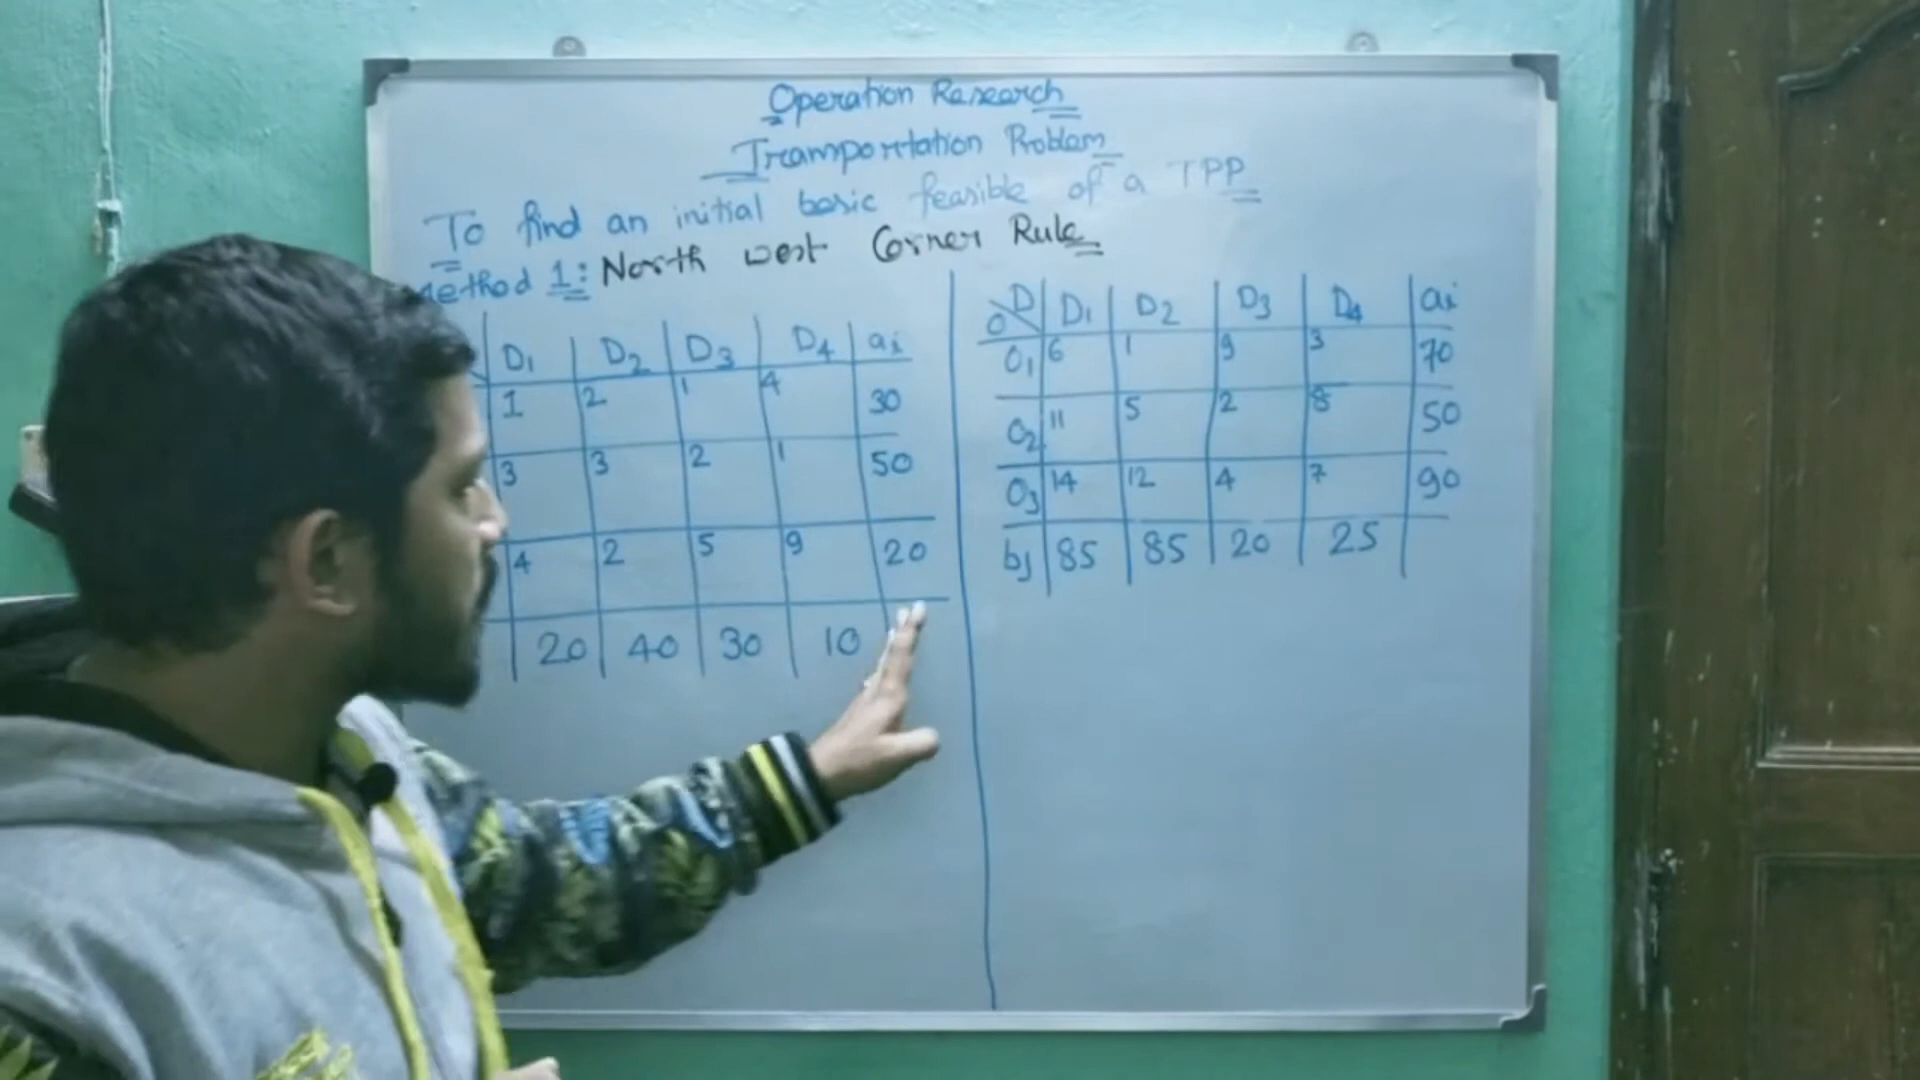 Operation Research
Transportation Problem
To find an initial basic feasible of a TPP
ethod 1: North west Corner Rule
D1 D2 D3 D4 ai
1 2 1 4 30
3 3 2 1 50
4 2 5 9 20
20 40 30 10
O D D1 D2 D3 D4 ai
O1 6 1 9 3 70
O2 11 5 2 8 50
O3 14 12 4 7 90
bj 85 85 20 25